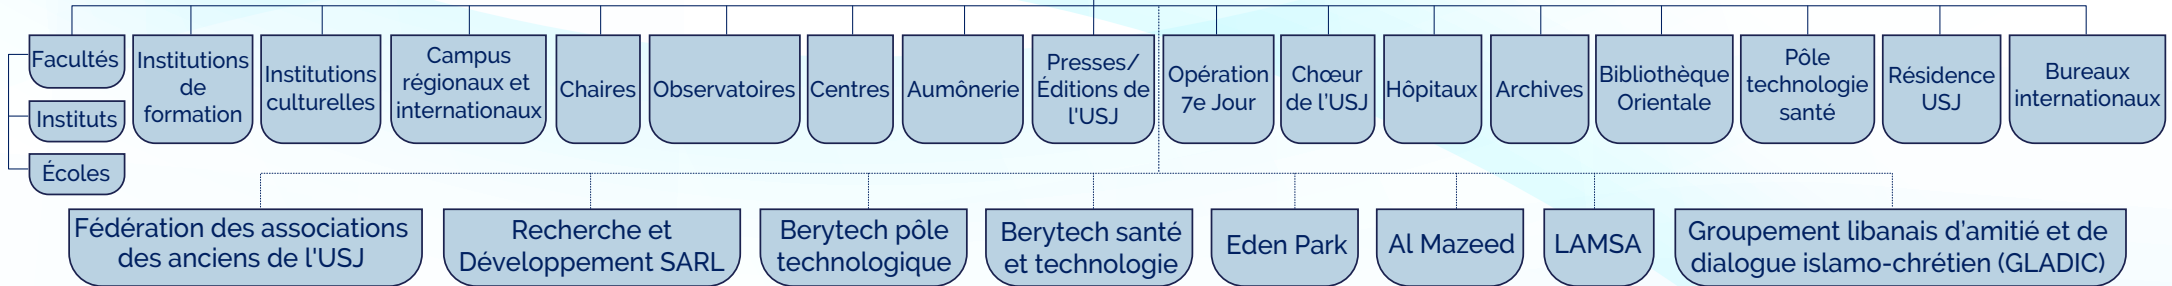 Facultés
Instituts
Écoles
Institutions
de
formation
Institutions
culturelles
Campus
régionaux et
internationaux
Chaires
Observatoires
Centres
Aumônerie
Presses/
Éditions de
l'USJ
Opération
7e Jour
Chœur
de l’USJ
Hôpitaux
Archives
Bibliothèque
Orientale
Pôle
technologie
santé
Résidence
USJ
Bureaux
internationaux
Fédération des associations
des anciens de l'USJ
Recherche et
Développement SARL
Berytech pôle
technologique
Berytech santé
et technologie
Eden Park
Al Mazeed
LAMSA
Groupement libanais d’amitié et de
dialogue islamo-chrétien (GLADIC)